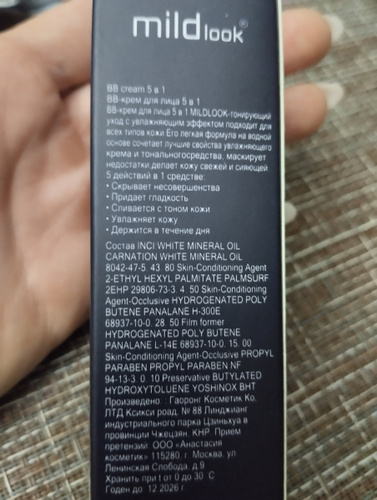 mild look®
BB cream 5 в 1
BB-крем для лица 5 в 1
BB-крем для лица 5 в 1 MILDLOOK-тонирующий
уход с увлажняющим эффектом подходит для
всех типов кожи Его легкая формула на водной
основе сочетает лучшие свойства увлажняющего
крема и тональногосредства, маскирует
недостатки,делает кожу свежей и сияющей
5 действий в 1 средстве:
• Скрывает несовершенства
• Придает гладкость
• Сливается с тоном кожи
• Увлажняет кожу
• Держится в течение дня
Состав INCI WHITE MINERAL OIL
CARNATION WHITE MINERAL OIL
8042-47-5. 43. 80 Skin-Conditioning Agent
2-ETHYL HEXYL PALMITATE PALMSURF
2EHP 29806-73-3. 4. 50 Skin-Conditioning
Agent-Occlusive HYDROGENATED POLY
BUTENE PANALANE H-300E
68937-10-0. 28. 50 Film former
HYDROGENATED POLY BUTENE
PANALANE L-14E 68937-10-0. 15. 00
Skin-Conditioning Agent-Occlusive PROPYL
PARABEN PROPYL PARABEN NF
94-13-3. 0. 10 Preservative BUTYLATED
HYDROXYTOLUENE YOSHINOX BHT
Произведено : Гаоронг Косметик Ко.
ЛТД Ксикси роад. № 88 Линджианг
индустриального парка Цзиньхуа в
провинции Чжецзян. КНР. Прием
претензий: ООО «Анастасия
косметик» 115280. г. Москва, ул
Ленинская Слобода. д.9
Хранить при t от 0 до 30 С
Годен до 12 2026 г.